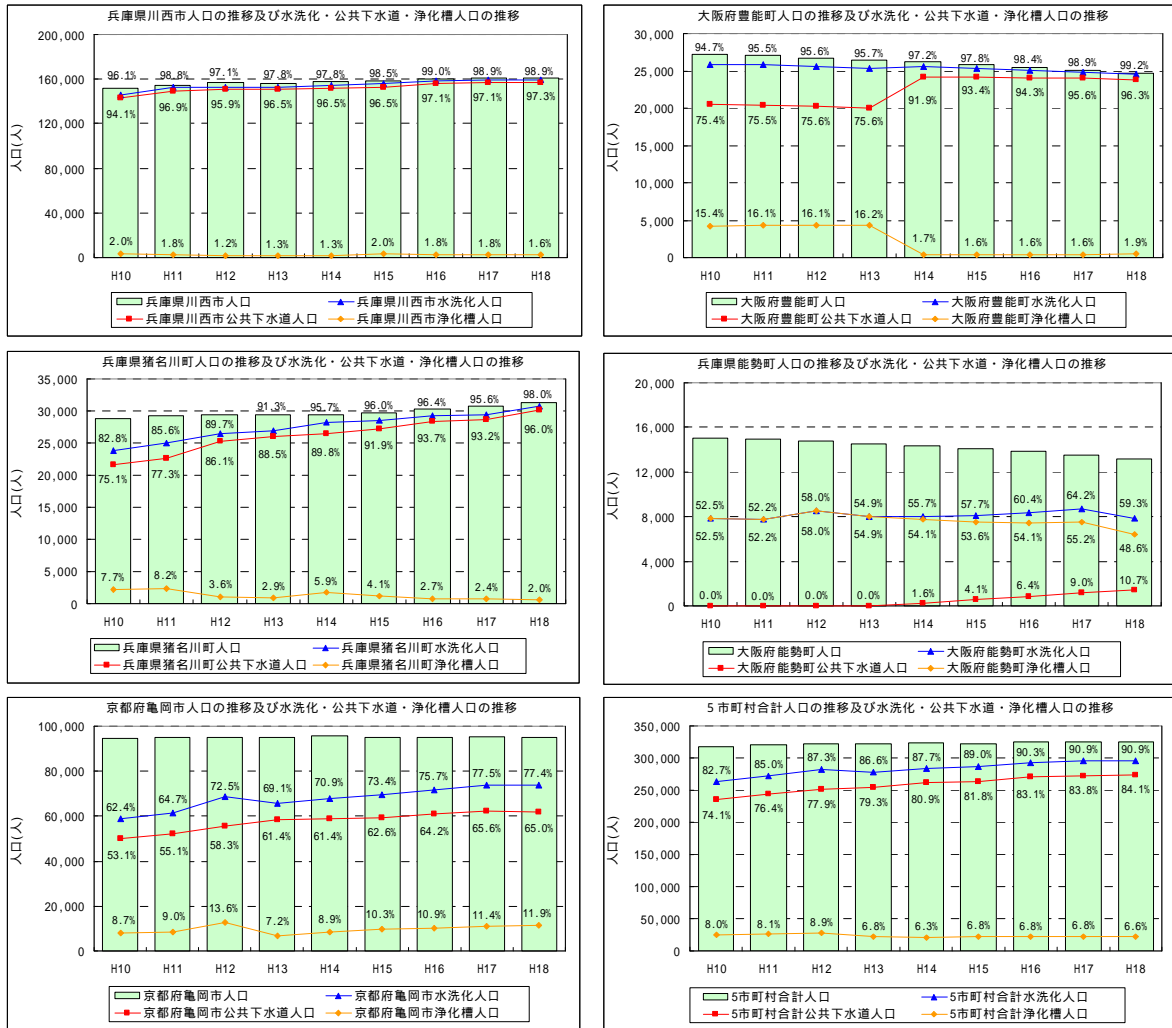 兵庫県川西市人口の推移及び水洗化・公共下水道・浄化槽人口の推移
人口(人)
200,000
160,000
120,000
80,000
40,000
0
96.1% 98.8% 97.1% 97.8% 97.8% 98.5% 99.0% 98.9% 98.9%
94.1% 96.9% 95.9% 96.5% 96.5% 96.5% 97.1% 97.1% 97.3%
2.0% 1.8% 1.2% 1.3% 1.3% 2.0% 1.8% 1.8% 1.6%
H10 H11 H12 H13 H14 H15 H16 H17 H18
兵庫県川西市人口 兵庫県川西市水洗化人口
兵庫県川西市公共下水道人口 兵庫県川西市浄化槽人口
大阪府豊能町人口の推移及び水洗化・公共下水道・浄化槽人口の推移
人口(人)
30,000
25,000
20,000
15,000
10,000
5,000
0
94.7% 95.5% 95.6% 95.7% 97.2% 97.8% 98.4% 98.9% 99.2%
75.4% 75.5% 75.6% 75.6% 91.9% 93.4% 94.3% 95.6% 96.3%
15.4% 16.1% 16.1% 16.2% 1.7% 1.6% 1.6% 1.6% 1.9%
H10 H11 H12 H13 H14 H15 H16 H17 H18
大阪府豊能町人口 大阪府豊能町水洗化人口
大阪府豊能町公共下水道人口 大阪府豊能町浄化槽人口
兵庫県猪名川町人口の推移及び水洗化・公共下水道・浄化槽人口の推移
人口(人)
35,000
30,000
25,000
20,000
15,000
10,000
5,000
0
82.8% 85.6% 89.7% 91.3% 95.7% 96.0% 96.4% 95.6% 98.0%
75.1% 77.3% 86.1% 88.5% 89.8% 91.9% 93.7% 93.2% 96.0%
7.7% 8.2% 3.6% 2.9% 5.9% 4.1% 2.7% 2.4% 2.0%
H10 H11 H12 H13 H14 H15 H16 H17 H18
兵庫県猪名川町人口 兵庫県猪名川町水洗化人口
兵庫県猪名川町公共下水道人口 兵庫県猪名川町浄化槽人口
兵庫県能勢町人口の推移及び水洗化・公共下水道・浄化槽人口の推移
人口(人)
20,000
16,000
12,000
8,000
4,000
0
52.5% 52.2% 58.0% 54.9% 55.7% 57.7% 60.4% 64.2% 59.3%
52.5% 52.2% 58.0% 54.9% 54.1% 53.6% 54.1% 55.2% 48.6%
0.0% 0.0% 0.0% 0.0% 1.6% 4.1% 6.4% 9.0% 10.7%
H10 H11 H12 H13 H14 H15 H16 H17 H18
大阪府能勢町人口 大阪府能勢町水洗化人口
大阪府能勢町公共下水道人口 大阪府能勢町浄化槽人口
京都府亀岡市人口の推移及び水洗化・公共下水道・浄化槽人口の推移
人口(人)
100,000
80,000
60,000
40,000
20,000
0
62.4% 64.7% 72.5% 69.1% 70.9% 73.4% 75.7% 77.5% 77.4%
53.1% 55.1% 58.3% 61.4% 61.4% 62.6% 64.2% 65.6% 65.0%
8.7% 9.0% 13.6% 7.2% 8.9% 10.3% 10.9% 11.4% 11.9%
H10 H11 H12 H13 H14 H15 H16 H17 H18
京都府亀岡市人口 京都府亀岡市水洗化人口
京都府亀岡市公共下水道人口 京都府亀岡市浄化槽人口
5市町村合計人口の推移及び水洗化・公共下水道・浄化槽人口の推移
人口(人)
350,000
300,000
250,000
200,000
150,000
100,000
50,000
0
82.7% 85.0% 87.3% 86.6% 87.7% 89.0% 90.3% 90.9% 90.9%
74.1% 76.4% 77.9% 79.3% 80.9% 81.8% 83.1% 83.8% 84.1%
8.0% 8.1% 8.9% 6.8% 6.3% 6.8% 6.8% 6.8% 6.6%
H10 H11 H12 H13 H14 H15 H16 H17 H18
5市町村合計人口 5市町村合計水洗化人口
5市町村合計公共下水道人口 5市町村合計浄化槽人口